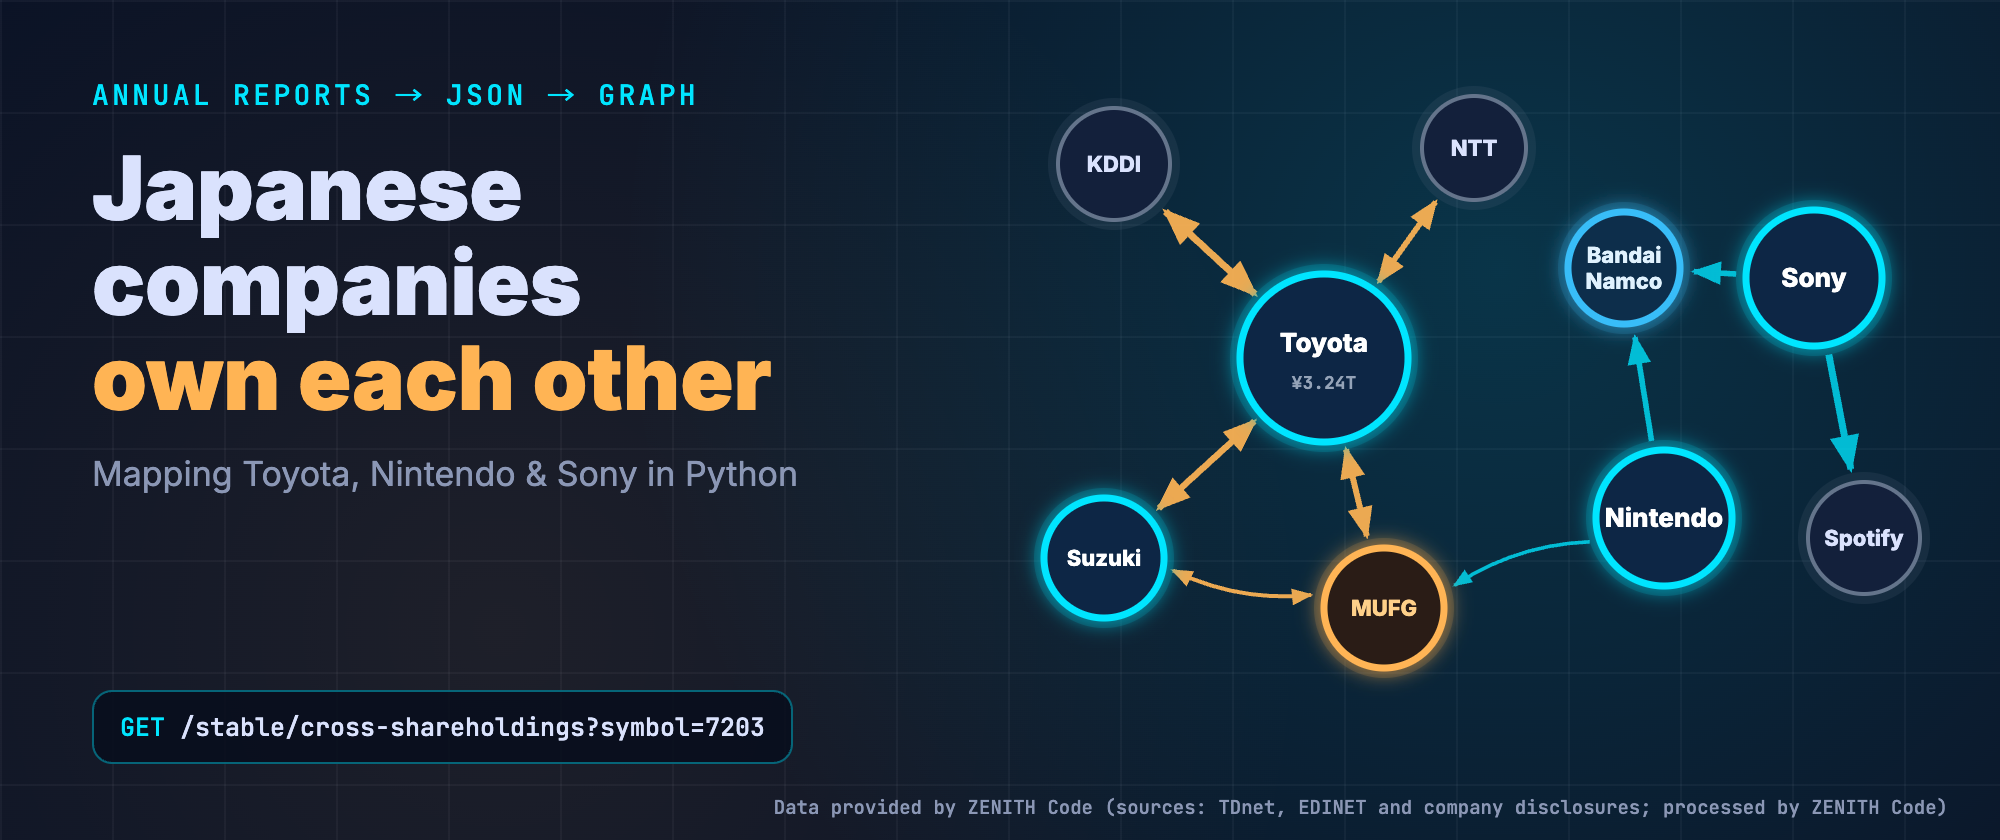 ANNUAL REPORTS → JSON → GRAPH
Japanese
companies
own each other
Mapping Toyota, Nintendo & Sony in Python
GET /stable/cross-shareholdings?symbol=7203
KDDI
NTT
Bandai
Namco
Sony
Toyota
¥3.24T
Nintendo
Spotify
Suzuki
MUFG
Data provided by ZENITH Code (sources: TDnet, EDINET and company disclosures; processed by ZENITH Code)